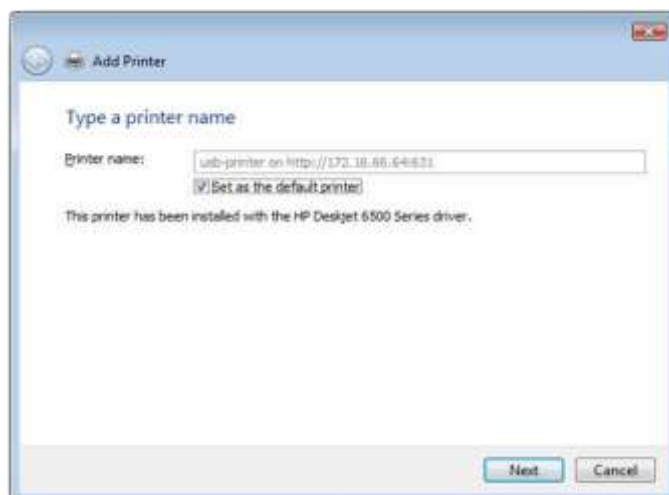 Add Printer
Type a printer name
Printer name:
usb-printer on http://172.16.66.64:631
Set as the default printer
This printer has been installed with the HP Deskjet 6500 Series driver.
Next
Cancel